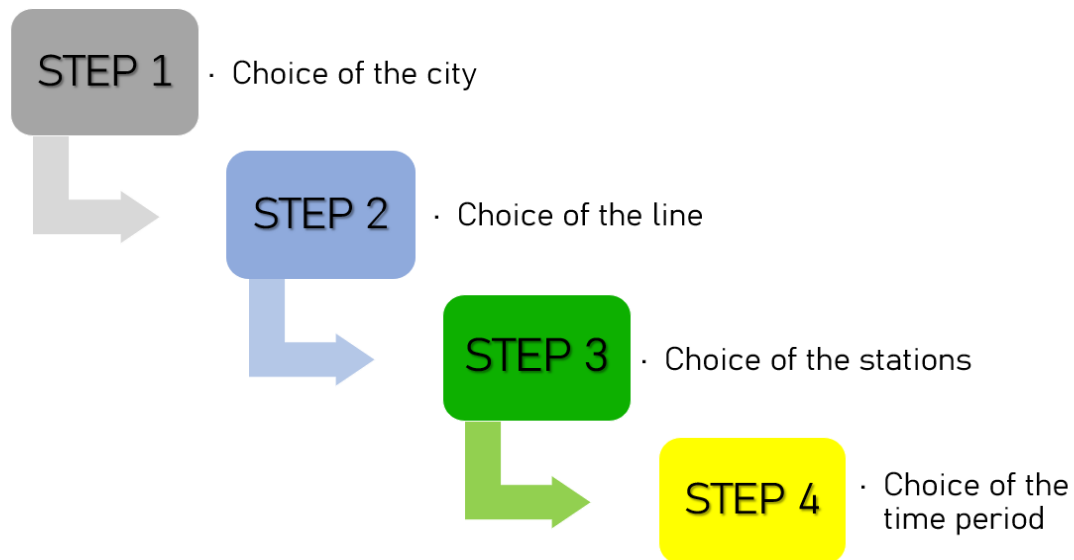 STEP 1
· Choice of the city
STEP 2
· Choice of the line
STEP 3
· Choice of the stations
STEP 4
· Choice of the
time period